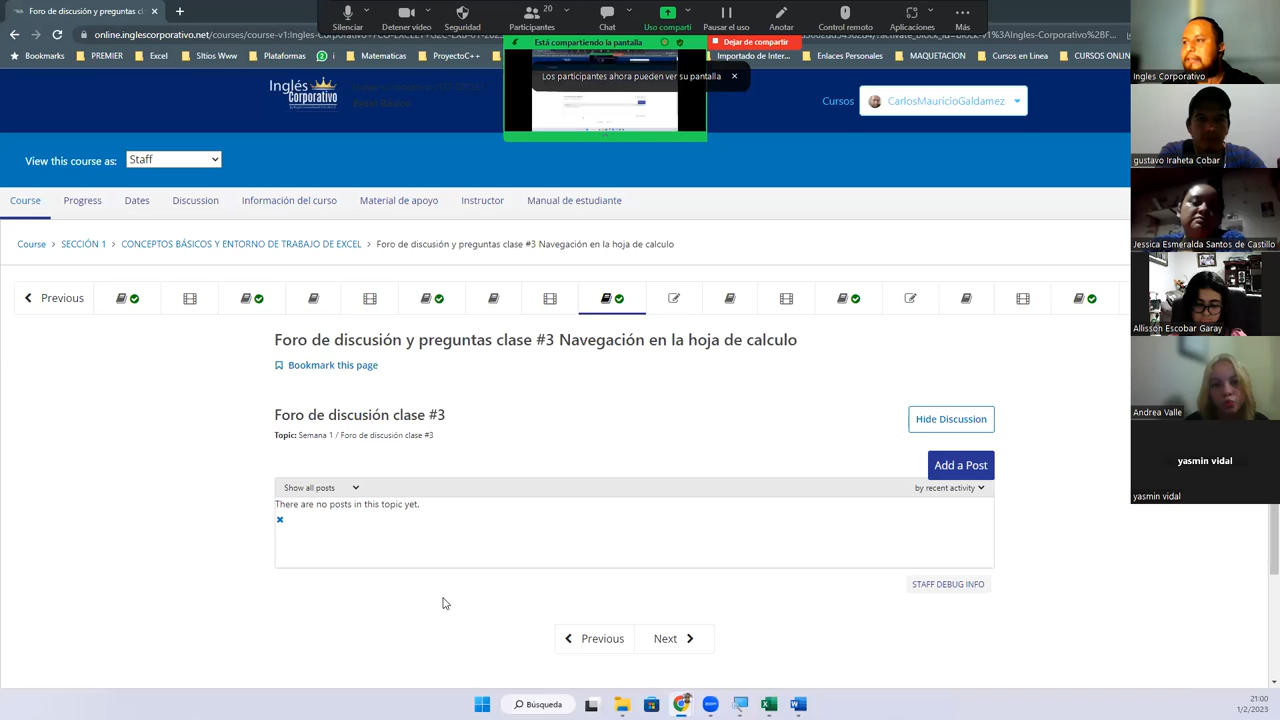 Foro de discusión y preguntas cla
Silenciar
Detener video
Seguridad
Participantes
20
Chat
Uso comparti
Pausar el uso
Anotar
Control remoto
Aplicaciones
Más
Está compartiendo la pantalla
Dejar de compartir
Los participantes ahora pueden ver su pantalla
Plataformas
Matematicas
ProyectoC++
Importado de Inter...
Enlaces Personales
MAQUETACION
Cursos en Linea
Inglés
Corporativo
Excel Básico
Cursos
CarlosMauricioGaldamez
View this course as:
Staff
Course
Progress
Dates
Discussion
Información del curso
Material de apoyo
Instructor
Manual de estudiante
Course > SECCIÓN 1 > CONCEPTOS BÁSICOS Y ENTORNO DE TRABAJO DE EXCEL > Foro de discusión y preguntas clase #3 Navegación en la hoja de calculo
Previous
Foro de discusión y preguntas clase #3 Navegación en la hoja de calculo
Bookmark this page
Foro de discusión clase #3
Topic: Semana 1 / Foro de discusión clase #3
Hide Discussion
Add a Post
Show all posts
by recent activity
There are no posts in this topic yet.
STAFF DEBUG INFO
Previous
Next
Ingles Corporativo
gustavo Iraheta Cobar
Jessica Esmeralda Santos de Castillo
Allisson Escobar Garay
Andrea Valle
yasmin vidal
yasmin vidal
Búsqueda
21:00
1/2/2023